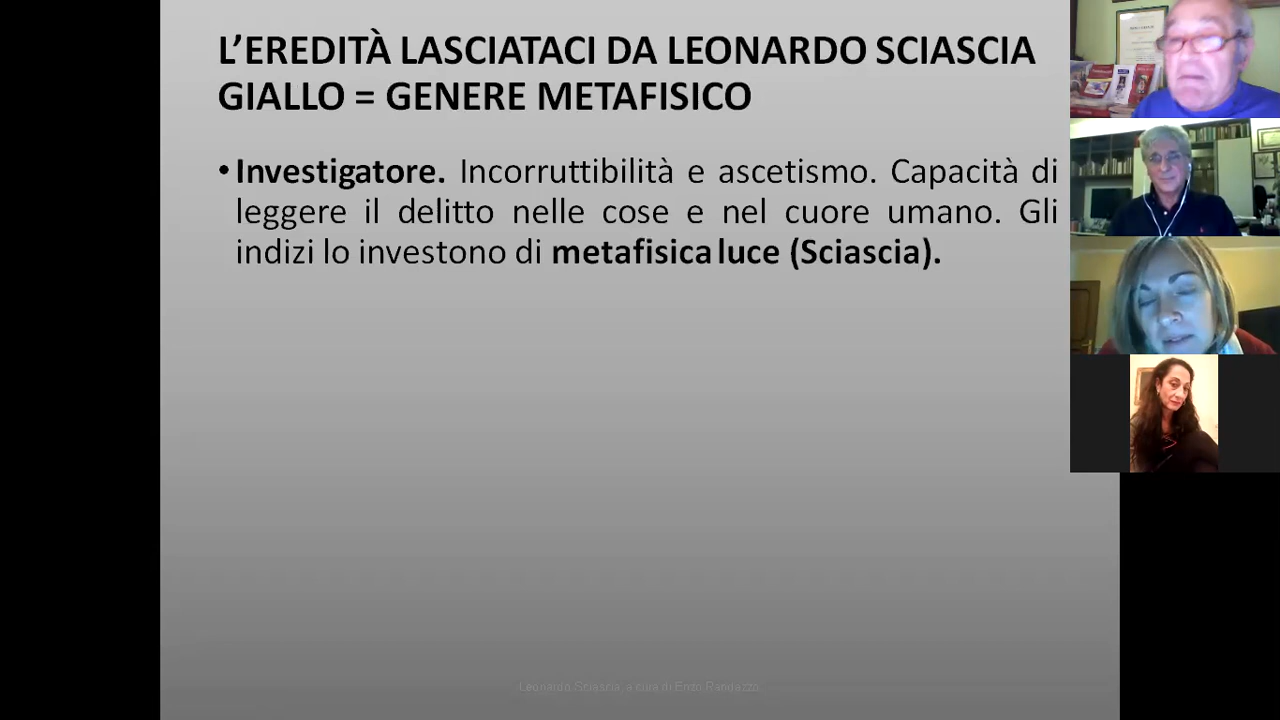 L’EREDITÀ LASCIATACI DA LEONARDO SCIASCIA
GIALLO = GENERE METAFISICO
• Investigatore. Incorruttibilità e ascetismo. Capacità di
leggere il delitto nelle cose e nel cuore umano. Gli
indizi lo investono di metafisica luce (Sciascia).
Leonardo Sciascia, a cura di Enzo Randazzo